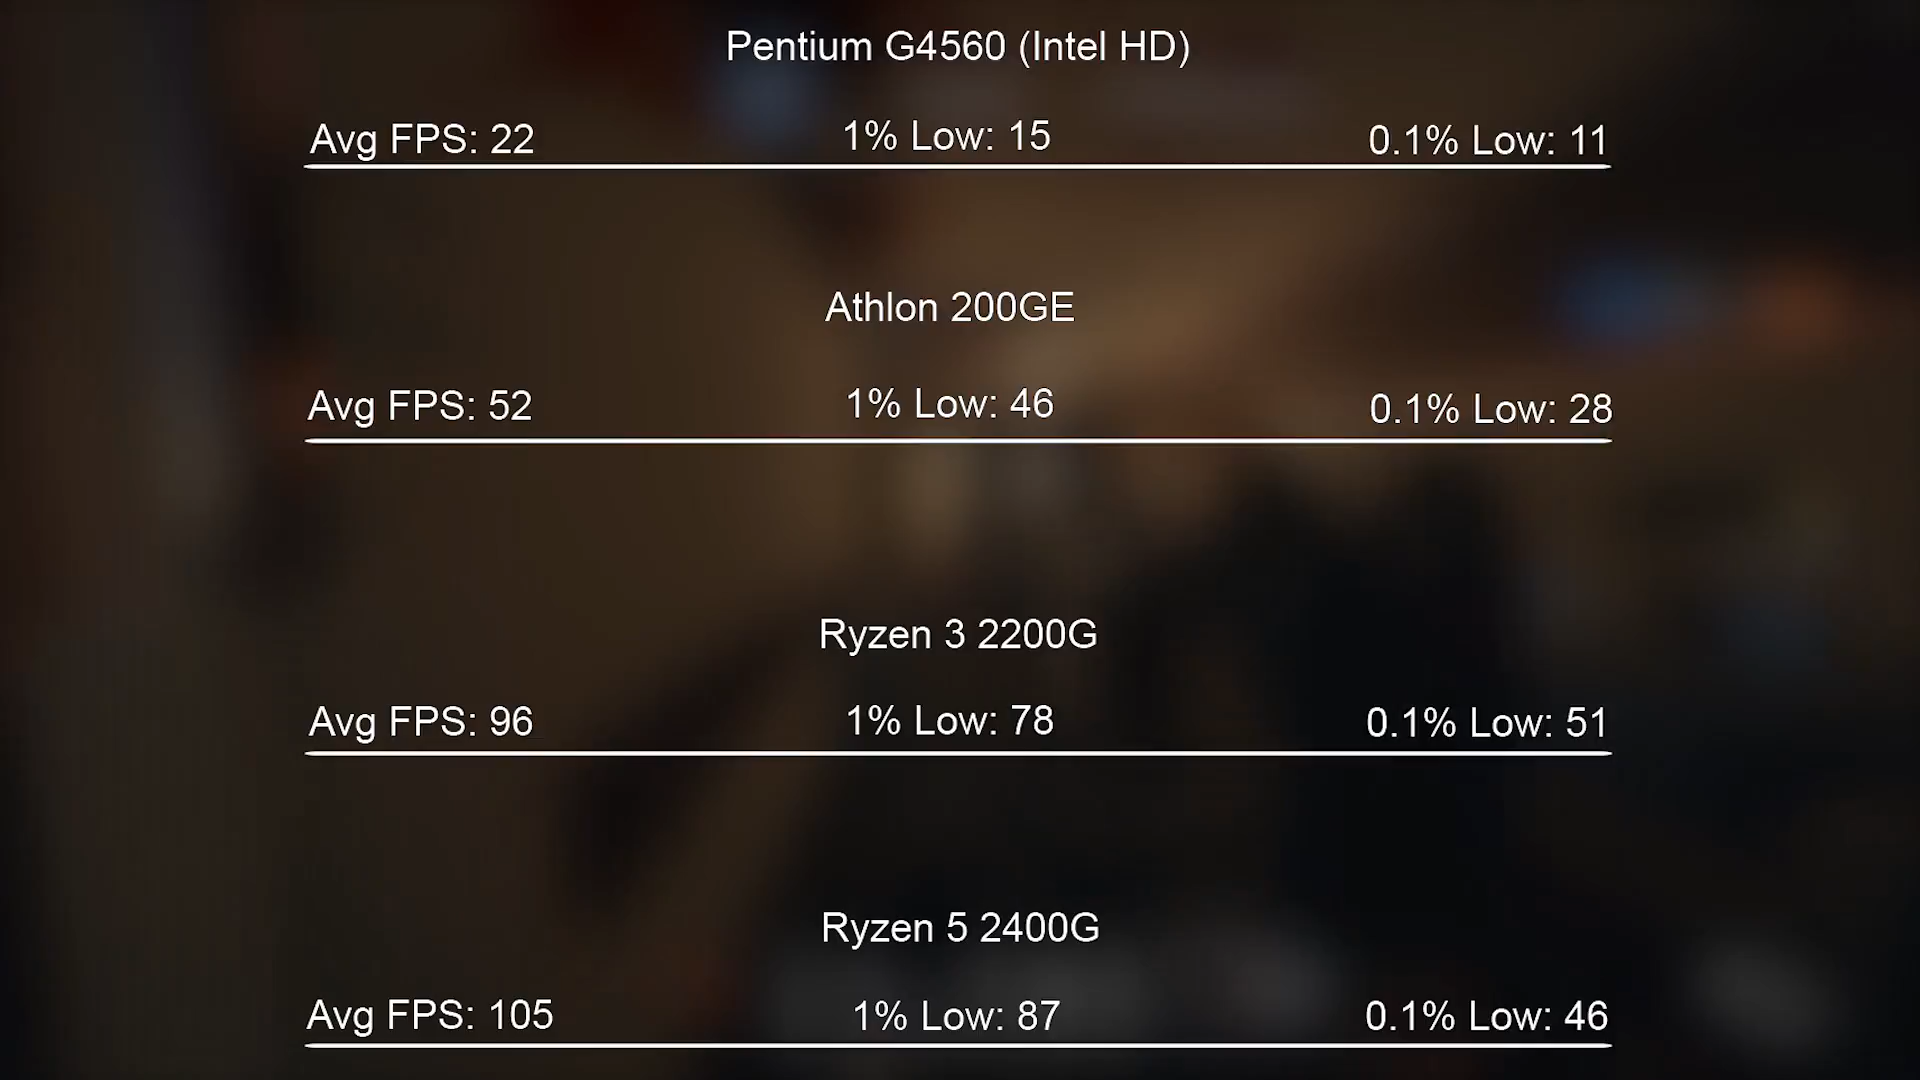 Pentium G4560 (Intel HD)
Avg FPS: 22 1% Low: 15 0.1% Low: 11
Athlon 200GE
Avg FPS: 52 1% Low: 46 0.1% Low: 28
Ryzen 3 2200G
Avg FPS: 96 1% Low: 78 0.1% Low: 51
Ryzen 5 2400G
Avg FPS: 105 1% Low: 87 0.1% Low: 46